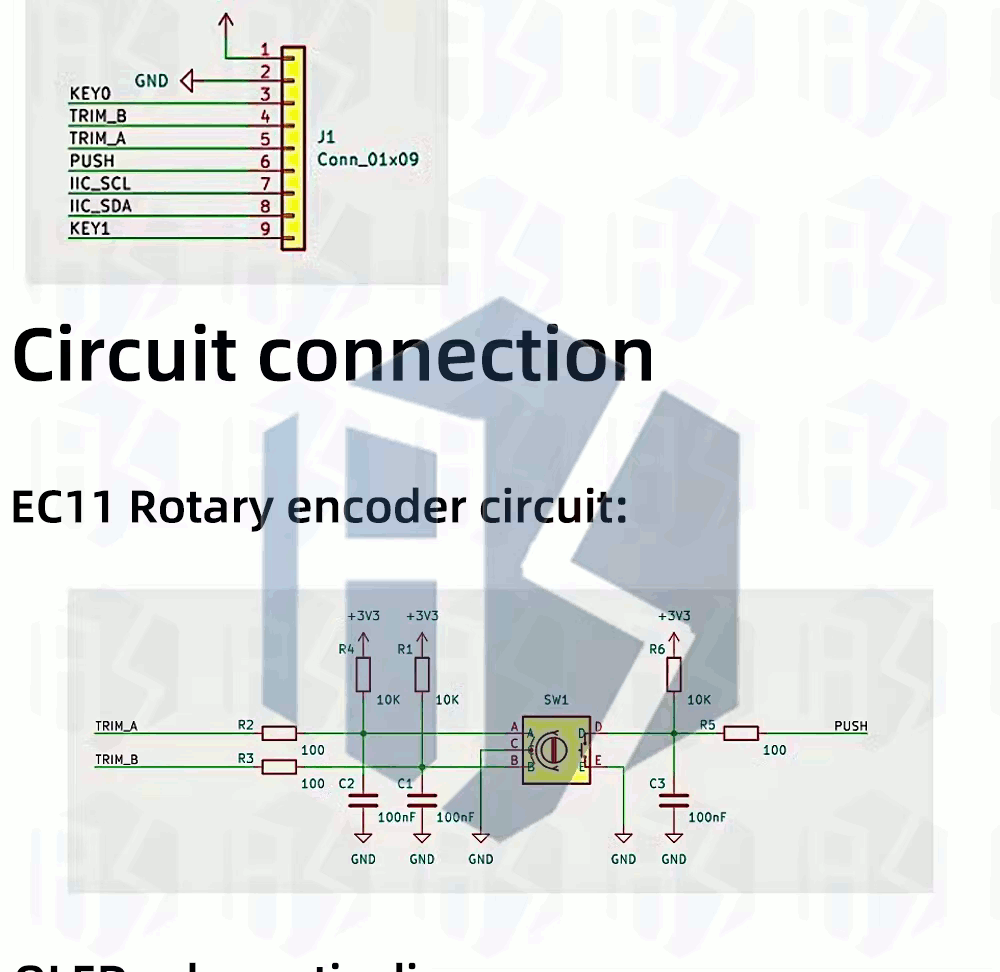 1
GND
2
KEY0
3
TRIM_B
4
TRIM_A
5
J1
PUSH
6
Conn_01x09
IIC_SCL
7
IIC_SDA
8
KEY1
9
Circuit connection
EC11 Rotary encoder circuit:
+3V3 +3V3 +3V3
R4 R1 R6
10K 10K SW1 10K
TRIM_A R2 A A D D R5 PUSH
100 C 100
TRIM_B R3 B B E E
100 C2 C1 C3
100nF 100nF 100nF
GND GND GND GND GND